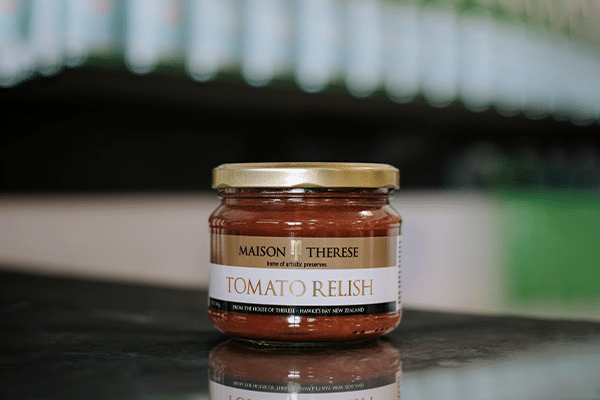 MAISON THERESE
home of artistic preserves
TOMATO RELISH
FROM THE HOUSE OF THERESE - HAWKE'S BAY NEW ZEALAND